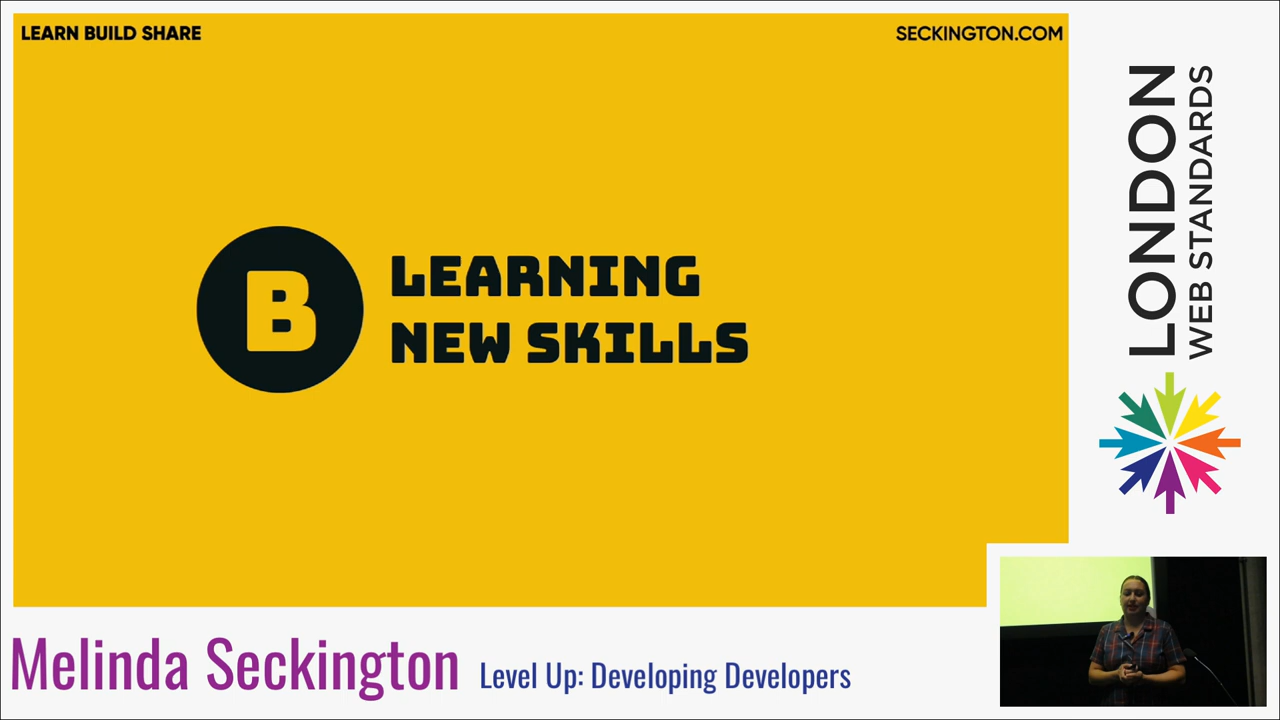 LEARN BUILD SHARE
SECKINGTON.COM
B
LEARNING
NEW SKILLS
LONDON
WEB STANDARDS
Melinda Seckington
Level Up: Developing Developers